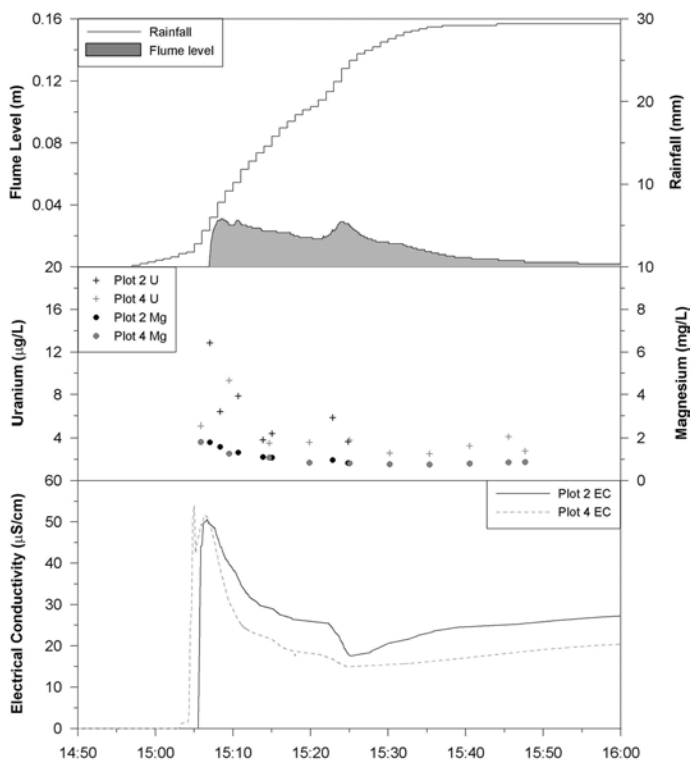 0.16
30
Rainfall
Flume level
0.12
20
0.08
10
0.04
0
20
10
Flume Level (m)
Rainfall (mm)
Plot 2 U
Plot 4 U
Plot 2 Mg
Plot 4 Mg
16
12
8
4
60
8
6
4
2
0
Uranium (µg/L)
Magnesium (mg/L)
Plot 2 EC
Plot 4 EC
50
40
30
20
10
0
Electrical Conductivity (µS/cm)
14:50 15:00 15:10 15:20 15:30 15:40 15:50 16:00